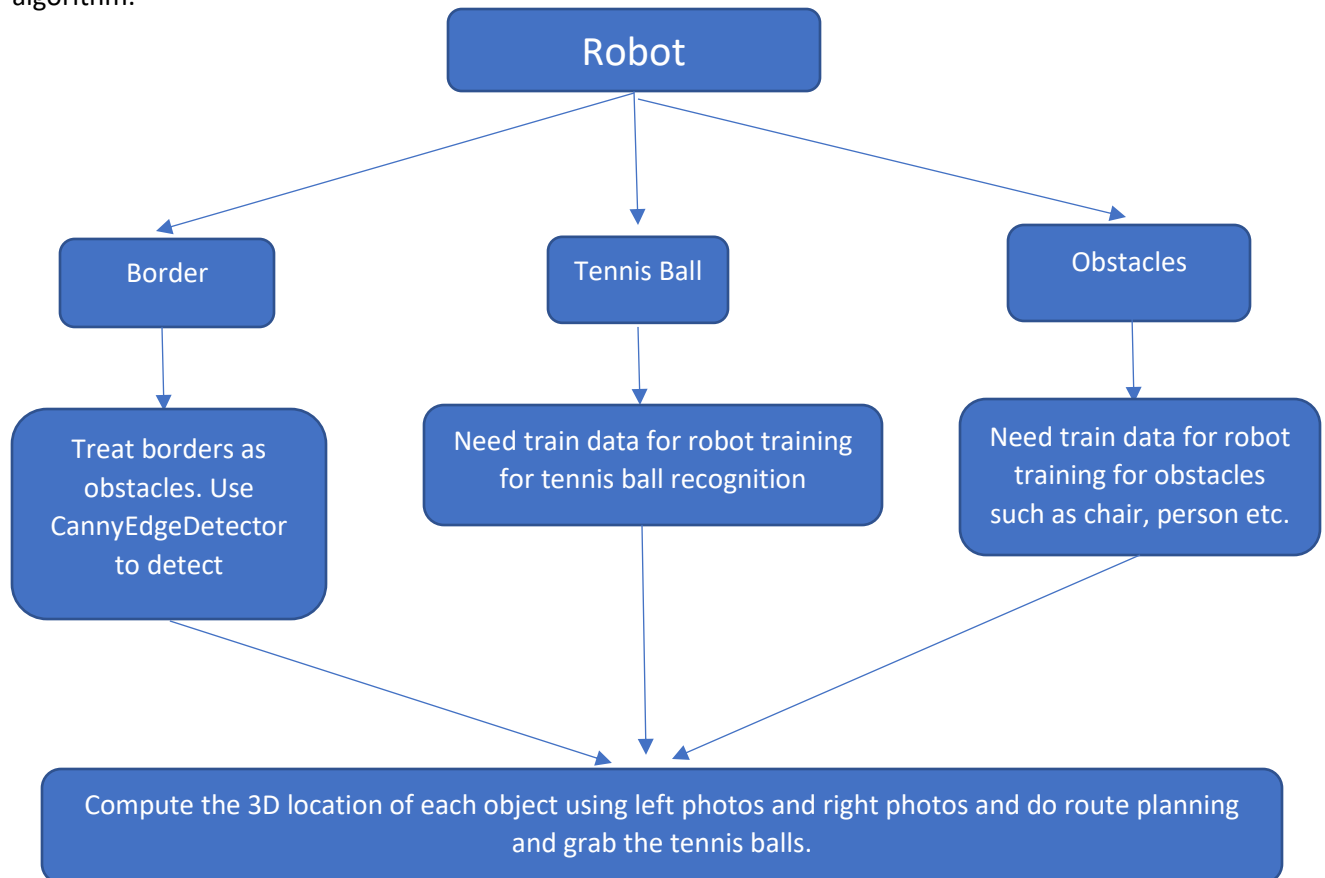 algorithm.
Robot
Border
Tennis Ball
Obstacles
Treat borders as
obstacles. Use
CannyEdgeDetector
to detect
Need train data for robot training
for tennis ball recognition
Need train data for robot
training for obstacles
such as chair, person etc.
Compute the 3D location of each object using left photos and right photos and do route planning
and grab the tennis balls.